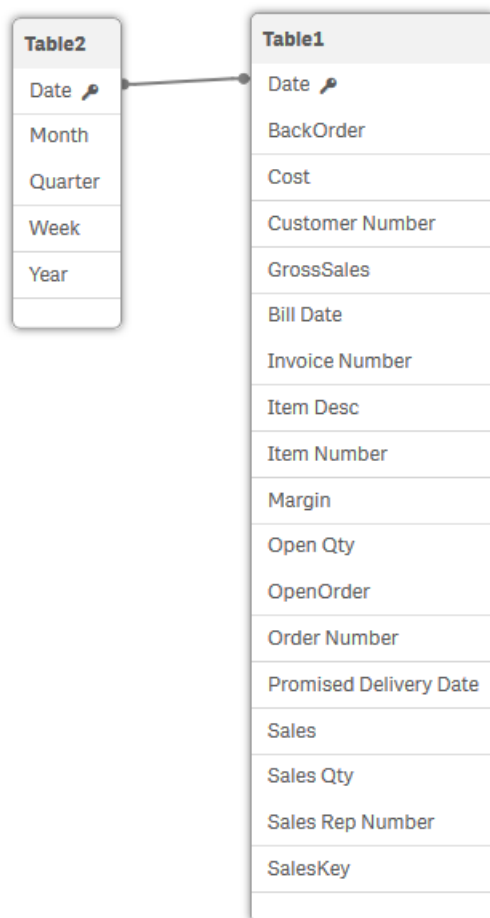 Table2
Date
Month
Quarter
Week
Year
Table1
Date
BackOrder
Cost
Customer Number
GrossSales
Bill Date
Invoice Number
Item Desc
Item Number
Margin
Open Qty
OpenOrder
Order Number
Promised Delivery Date
Sales
Sales Qty
Sales Rep Number
SalesKey